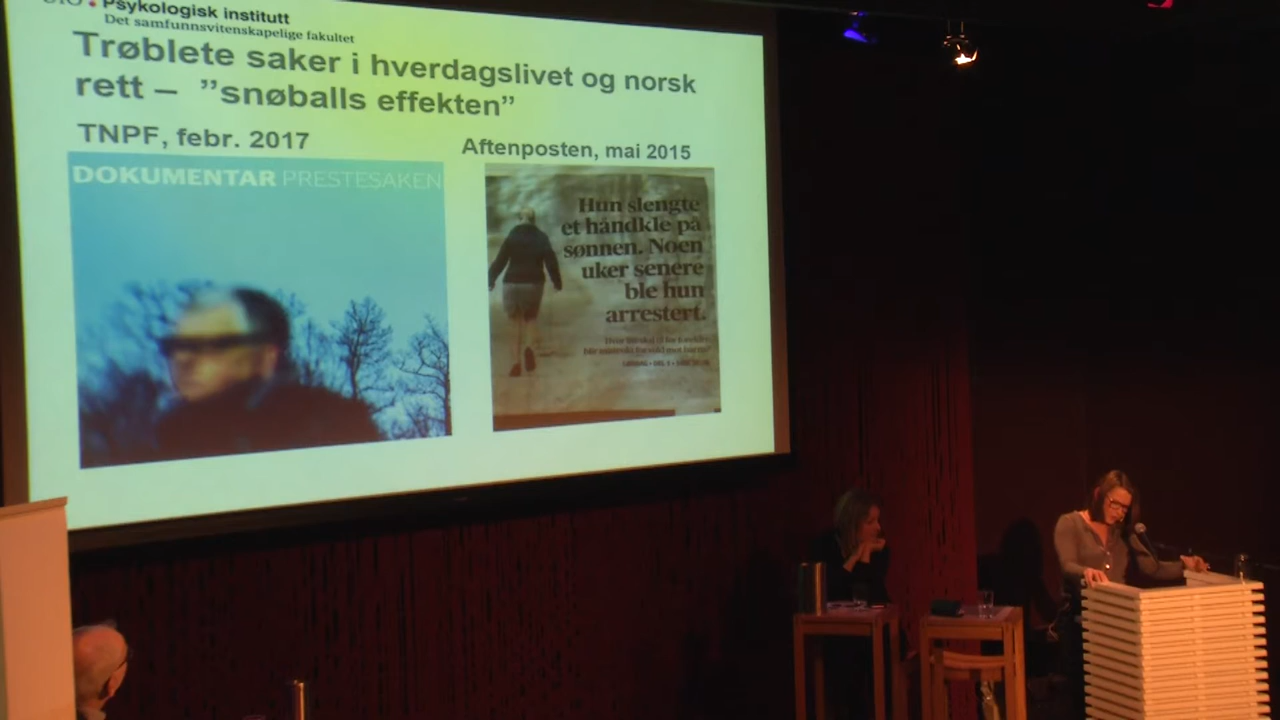 Psykologisk institutt
Det samfunnsvitenskapelige fakultet
Trøblete saker i hverdagslivet og norsk
rett – ”snøballs effekten”
TNPF, febr. 2017
Aftenposten, mai 2015
DOKUMENTAR PRESTESAKEN
Hun slengte
et håndkle på
sønnen. Noen
uker senere
ble hun
arrestert.